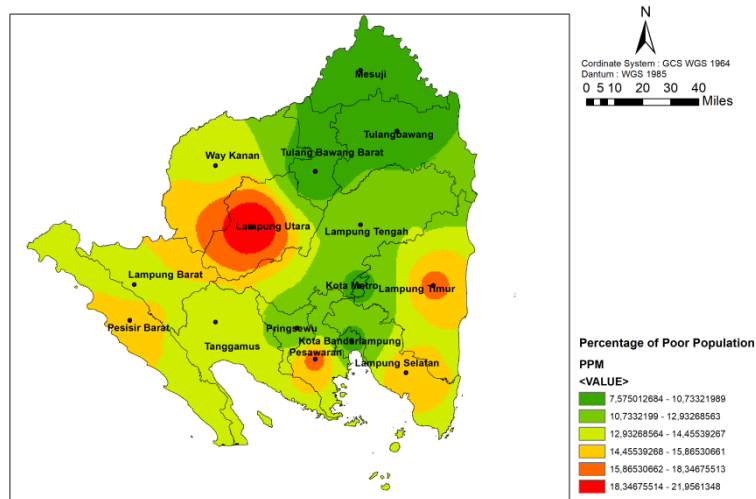 N
Cordinate System : GCS WGS 1964
Dantum : WGS 1985
0 5 10 20 30 40
Miles
Mesuji
Tulangbawang
Way Kanan
Tulang Bawang Barat
Lampung Utara
Lampung Tengah
Lampung Barat
Kota Metro
Lampung Timur
Pesisir Barat
Pringsewu
Tanggamus
Kota Bandarlampung
Pesawaran
Lampung Selatan
Percentage of Poor Population
PPM
<VALUE>
7,575012684 - 10,73321989
10,7332199 - 12,93268563
12,93268564 - 14,45539267
14,45539268 - 15,86530661
15,86530662 - 18,34675513
18,34675514 - 21,9561348